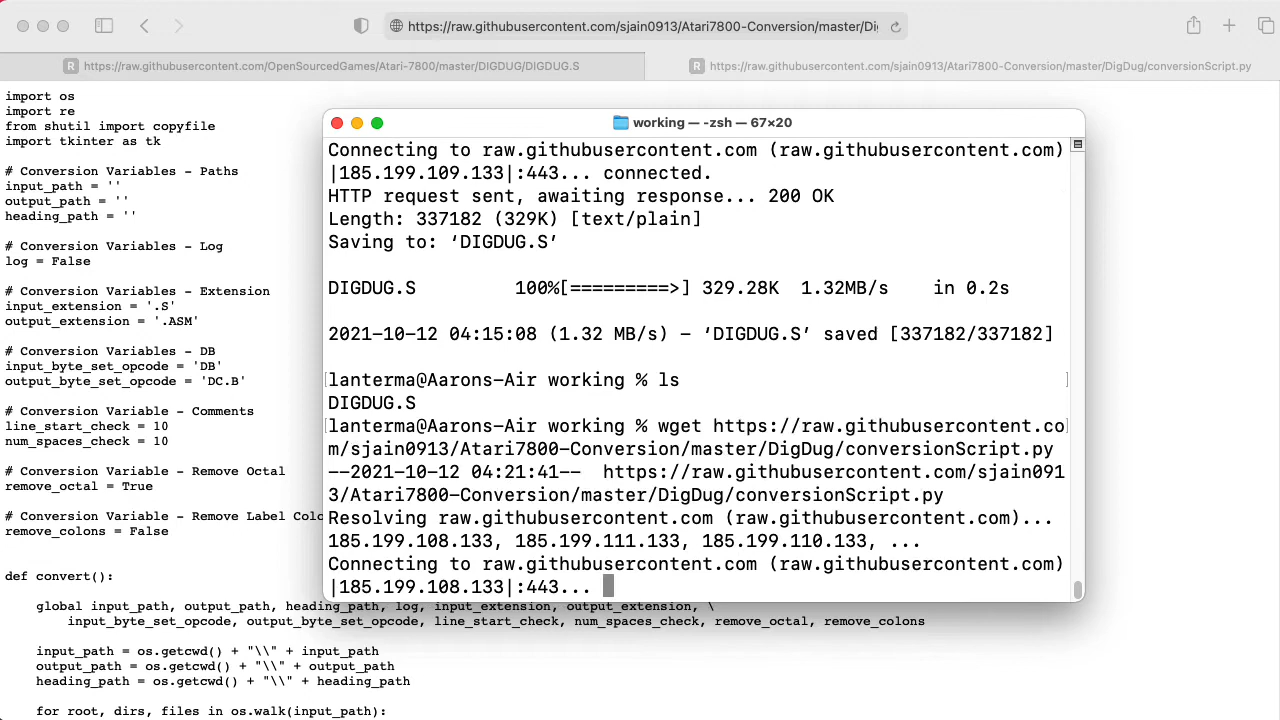 https://raw.githubusercontent.com/sjain0913/Atari7800-Conversion/master/Di
R https://raw.githubusercontent.com/OpenSourcedGames/Atari-7800/master/DIGDUG/DIGDUG.S
R https://raw.githubusercontent.com/sjain0913/Atari7800-Conversion/master/DigDug/conversionScript.py
import os
import re
from shutil import copyfile
import tkinter as tk
# Conversion Variables - Paths
input_path = ''
output_path = ''
heading_path = ''
# Conversion Variables - Log
log = False
# Conversion Variables - Extension
input_extension = '.S'
output_extension = '.ASM'
# Conversion Variables - DB
input_byte_set_opcode = 'DB'
output_byte_set_opcode = 'DC.B'
# Conversion Variable - Comments
line_start_check = 10
num_spaces_check = 10
# Conversion Variable - Remove Octal
remove_octal = True
# Conversion Variable - Remove Label Colo
remove_colons = False
def convert():
global input_path, output_path, heading_path, log, input_extension, output_extension, \
input_byte_set_opcode, output_byte_set_opcode, line_start_check, num_spaces_check, remove_octal, remove_colons
input_path = os.getcwd() + "\\" + input_path
output_path = os.getcwd() + "\\" + output_path
heading_path = os.getcwd() + "\\" + heading_path
for root, dirs, files in os.walk(input_path):
working — -zsh — 67×20
Connecting to raw.githubusercontent.com (raw.githubusercontent.com)
|185.199.109.133|:443... connected.
HTTP request sent, awaiting response... 200 OK
Length: 337182 (329K) [text/plain]
Saving to: ‘DIGDUG.S’
DIGDUG.S 100%[=========>] 329.28K 1.32MB/s in 0.2s
2021-10-12 04:15:08 (1.32 MB/s) - ‘DIGDUG.S’ saved [337182/337182]
[lanterma@Aarons-Air working % ls ]
DIGDUG.S
[lanterma@Aarons-Air working % wget https://raw.githubusercontent.co]
m/sjain0913/Atari7800-Conversion/master/DigDug/conversionScript.py
--2021-10-12 04:21:41-- https://raw.githubusercontent.com/sjain091
3/Atari7800-Conversion/master/DigDug/conversionScript.py
Resolving raw.githubusercontent.com (raw.githubusercontent.com)...
185.199.108.133, 185.199.111.133, 185.199.110.133, ...
Connecting to raw.githubusercontent.com (raw.githubusercontent.com)
|185.199.108.133|:443...